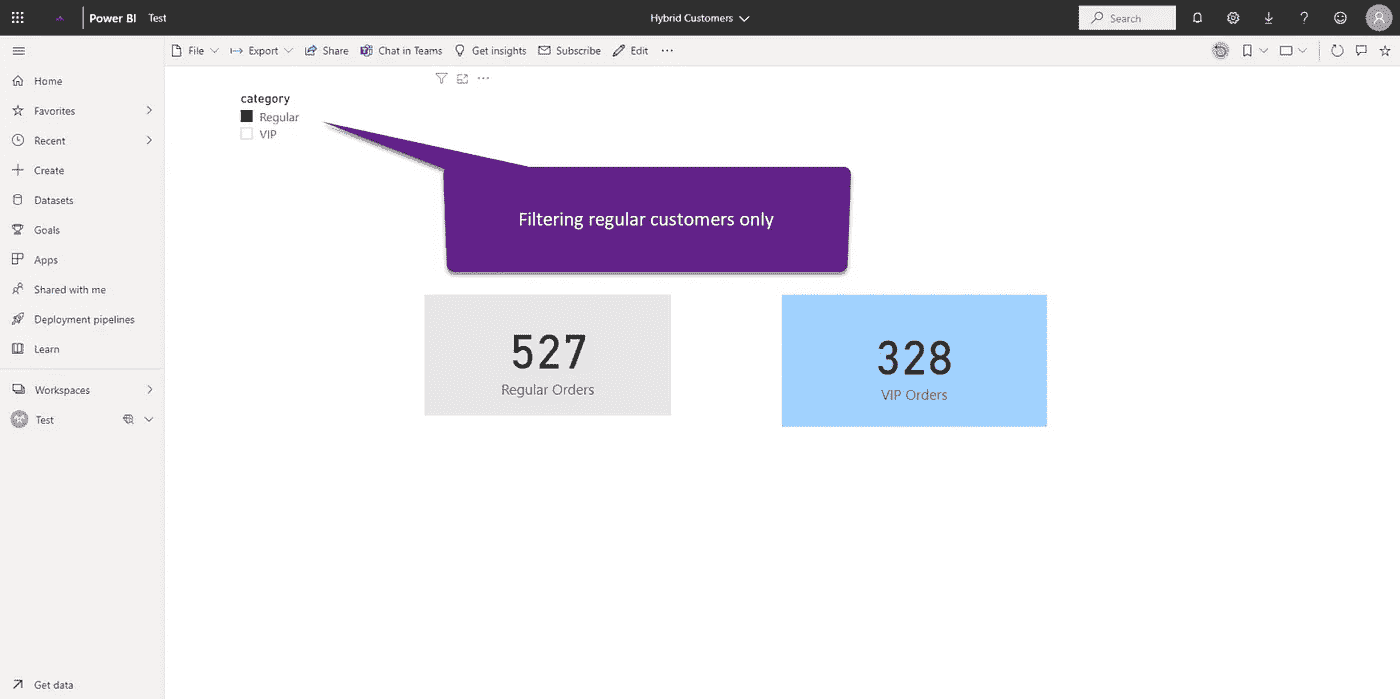 Power BI Test
Hybrid Customers
Search
File
Export
Share
Chat in Teams
Get insights
Subscribe
Edit
Home
Favorites
Recent
Create
Datasets
Goals
Apps
Shared with me
Deployment pipelines
Learn
Workspaces
Test
Get data
category
Regular
VIP
Filtering regular customers only
527
Regular Orders
328
VIP Orders